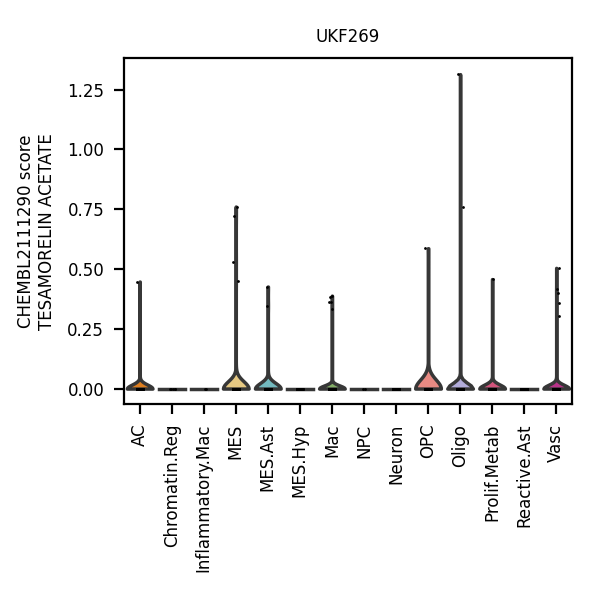 UKF269
CHEMBL2111290 score
TESAMORELIN ACETATE
1.25
1.00
0.75
0.50
0.25
0.00
AC
Chromatin.Reg
Inflammatory.Mac
MES
MES.Ast
MES.Hyp
Mac
NPC
Neuron
OPC
Oligo
Prolif.Metab
Reactive.Ast
Vasc